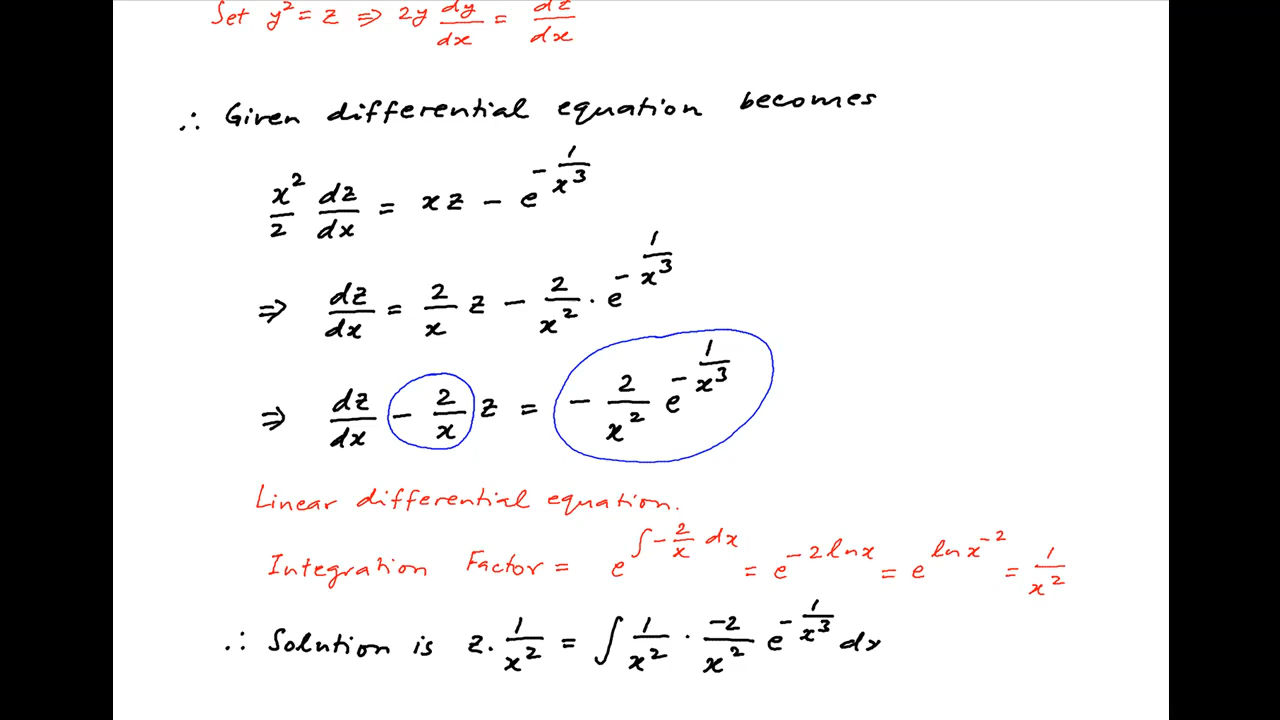 Set y² = z ⇒ 2y dy/dx = dz/dx
∴ Given differential equation becomes
x²/2 dz/dx = xz - e^(-1/x³)
⇒ dz/dx = 2/x z - 2/x² · e^(-1/x³)
⇒ dz/dx - 2/x z = - 2/x² e^(-1/x³)
Linear differential equation.
Integration Factor = e^(∫-2/x dx) = e^(-2lnx) = e^(lnx⁻²) = 1/x²
∴ Solution is z. 1/x² = ∫ 1/x² · -2/x² e^(-1/x³) dx